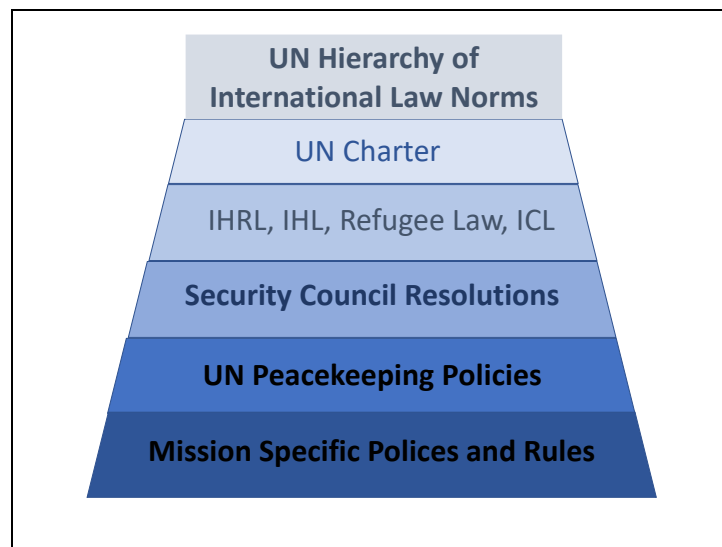 UN Hierarchy of
International Law Norms
UN Charter
IHRL, IHL, Refugee Law, ICL
Security Council Resolutions
UN Peacekeeping Policies
Mission Specific Polices and Rules